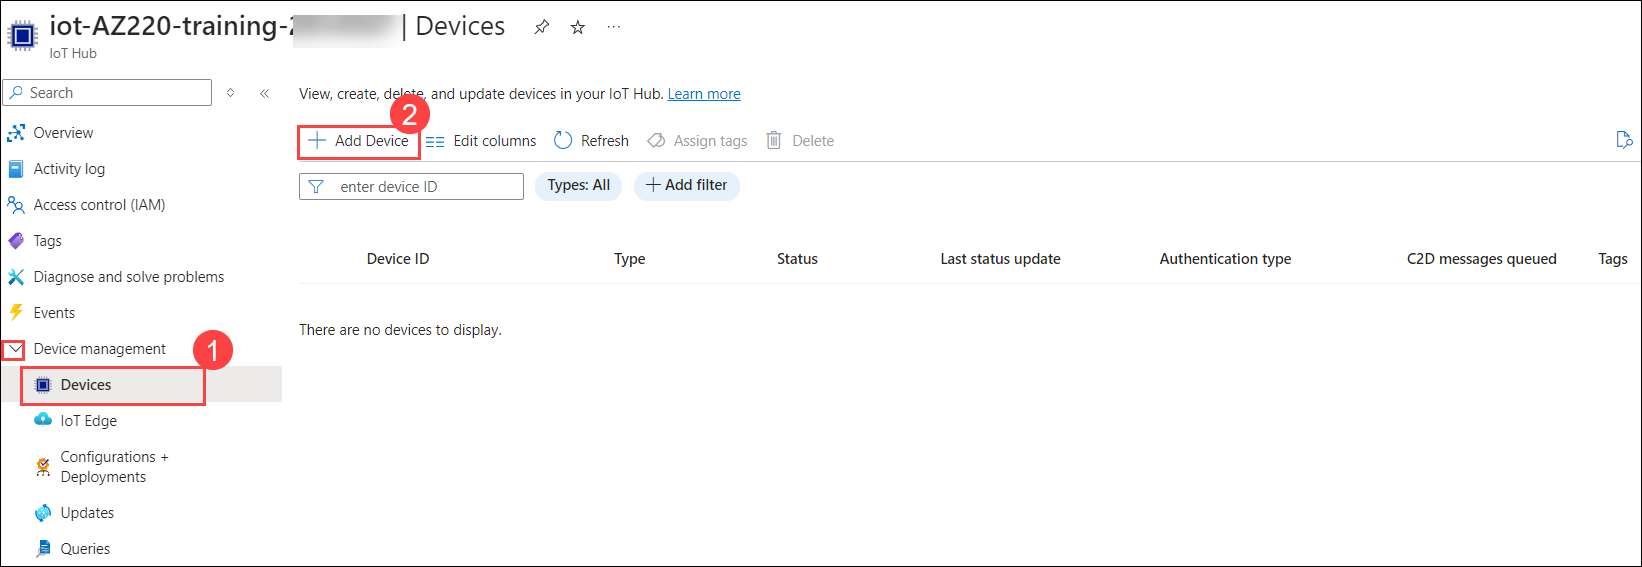 iot-AZ220-training- | Devices
IoT Hub
Search
View, create, delete, and update devices in your IoT Hub. Learn more
2
Add Device Edit columns Refresh Assign tags Delete
enter device ID Types: All Add filter
Device ID Type Status Last status update Authentication type C2D messages queued Tags
There are no devices to display.
Overview
Activity log
Access control (IAM)
Tags
Diagnose and solve problems
Events
Device management
1
Devices
IoT Edge
Configurations +
Deployments
Updates
Queries